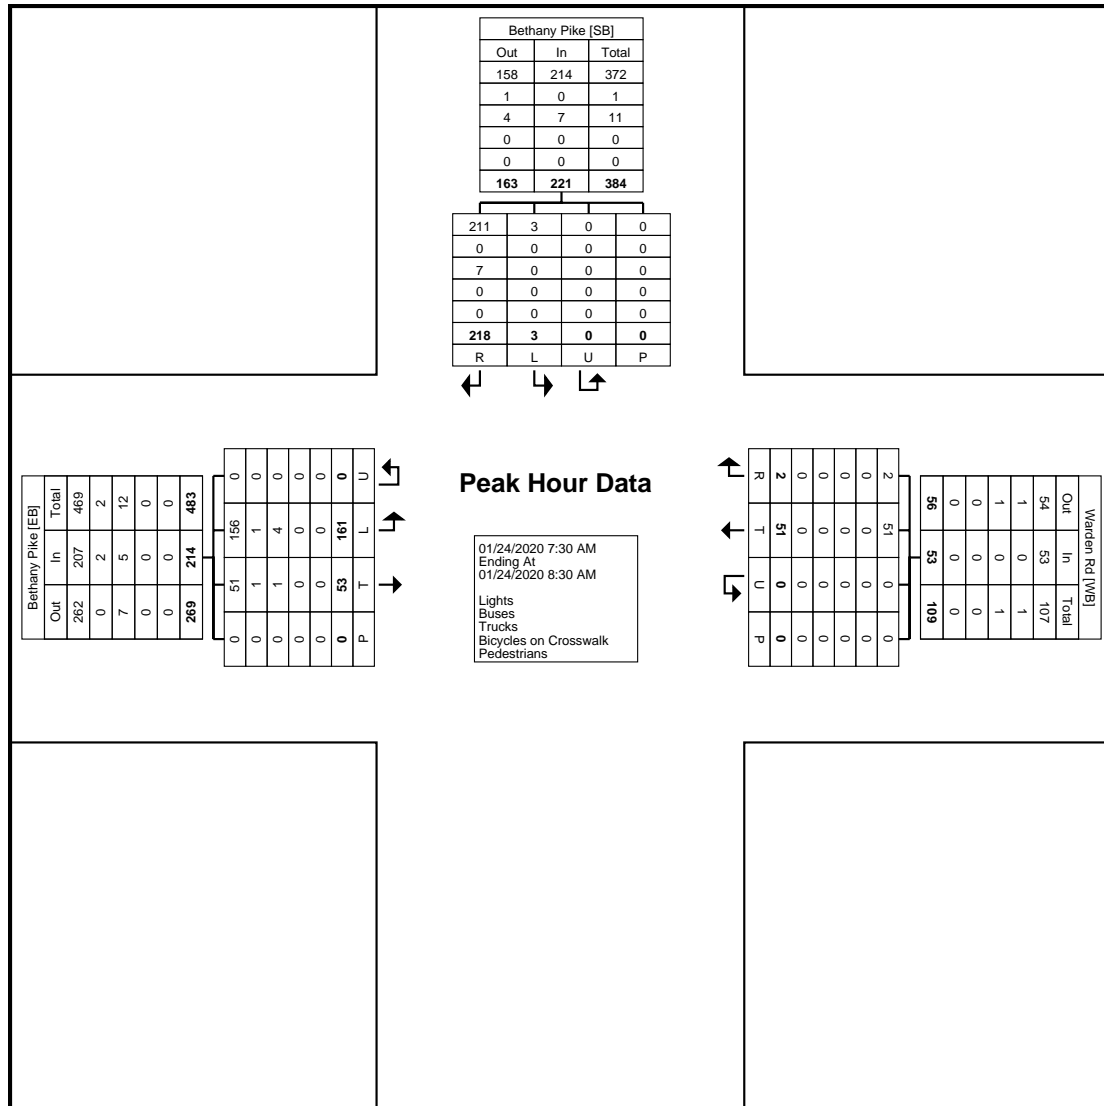 Bethany Pike [SB]
Out In Total
158 214 372
1 0 1
4 7 11
0 0 0
0 0 0
163 221 384
211 3 0 0
0 0 0 0
7 0 0 0
0 0 0 0
0 0 0 0
218 3 0 0
R L U P
Bethany Pike [EB]
Total 469 2 12 0 0 483
In 207 2 5 0 0 214
Out 262 0 7 0 0 269
0 0 0 0 0 0 U
156 1 4 0 0 161 L
51 1 1 0 0 53 T
0 0 0 0 0 0 P
Peak Hour Data
01/24/2020 7:30 AM
Ending At
01/24/2020 8:30 AM
Lights
Buses
Trucks
Bicycles on Crosswalk
Pedestrians
R 2 0 0 0 0 2
T 51 0 0 0 0 51
U 0 0 0 0 0 0
P 0 0 0 0 0 0
Warden Rd [WB]
Out In Total
54 53 107
1 0 1
1 0 1
0 0 0
0 0 0
56 53 109